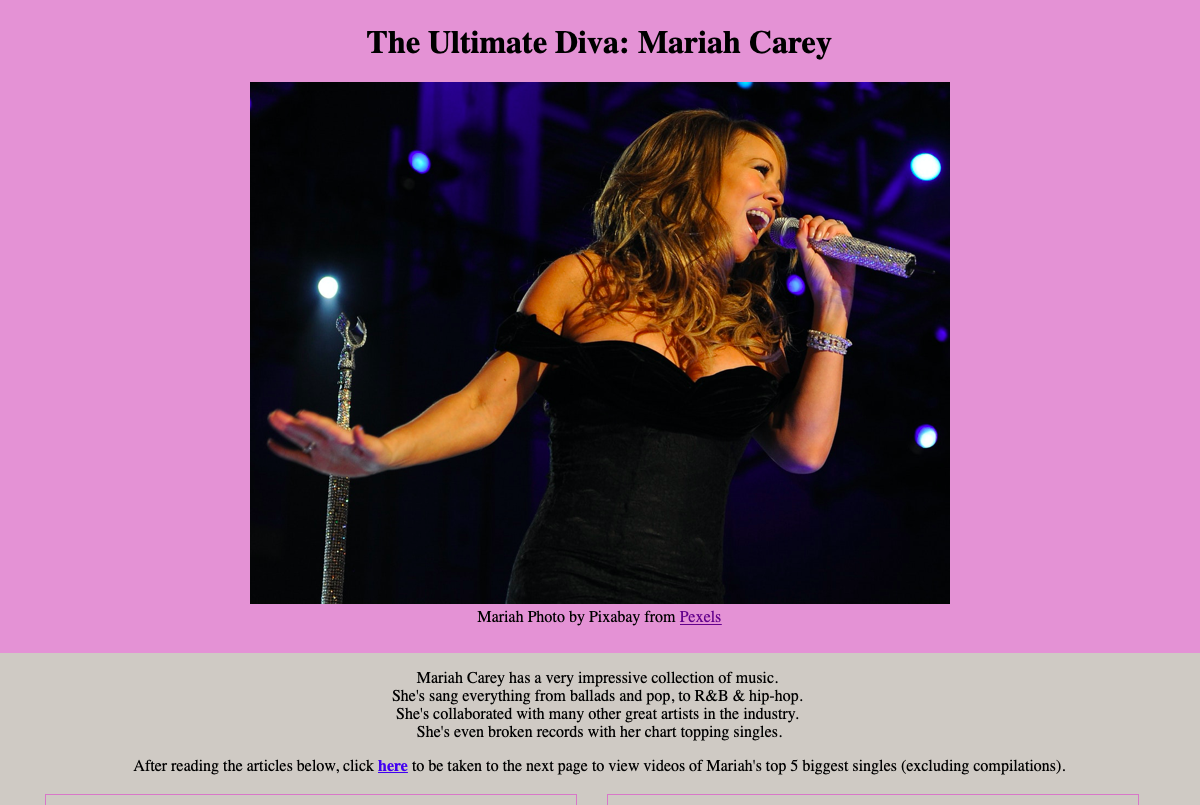 The Ultimate Diva: Mariah Carey
Mariah Photo by Pixabay from Pexels
Mariah Carey has a very impressive collection of music.
She's sang everything from ballads and pop, to R&B & hip-hop.
She's collaborated with many other great artists in the industry.
She's even broken records with her chart topping singles.
After reading the articles below, click here to be taken to the next page to view videos of Mariah's top 5 biggest singles (excluding compilations).